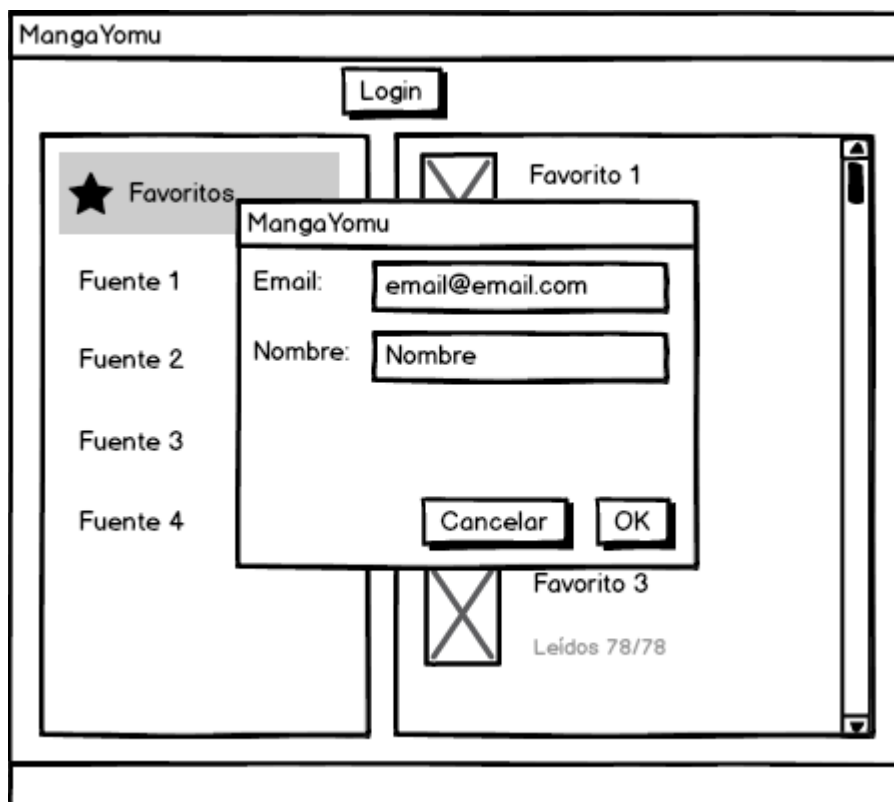 MangaYomu
Login
Favoritos
Fuente 1
Fuente 2
Fuente 3
Fuente 4
Favorito 1
MangaYomu
Email:
email@email.com
Nombre:
Nombre
Cancelar
OK
Favorito 3
Leídos 78/78